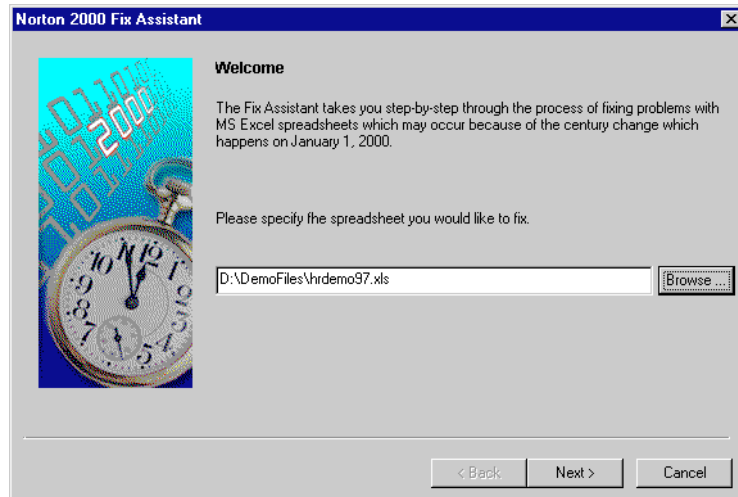 Norton 2000 Fix Assistant
Welcome
The Fix Assistant takes you step-by-step through the process of fixing problems with
MS Excel spreadsheets which may occur because of the century change which
happens on January 1, 2000.
Please specify fhe spreadsheet you would like to fix.
D:\DemoFiles\hrdemo97.xls
Browse ...
< Back
Next >
Cancel
2000